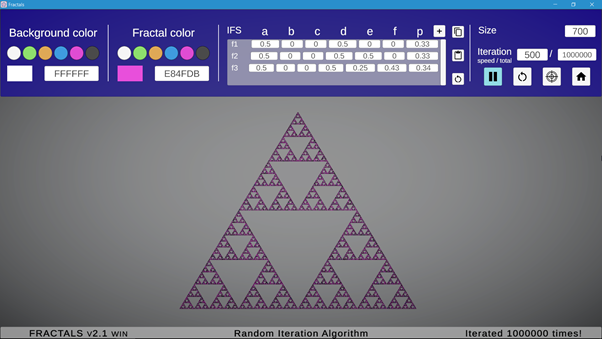 Fractals
Background color
FFFFFF
Fractal color
E84FDB
IFS a b c d e f p +
f1 0.5 0 0 0.5 0 0 0.33
f2 0.5 0 0 0.5 0.5 0 0.33
f3 0.5 0 0 0.5 0.25 0.43 0.34
Size 700
Iteration 500 / 1000000
speed / total
FRACTALS v2.1 WIN
Random Iteration Algorithm
Iterated 1000000 times!